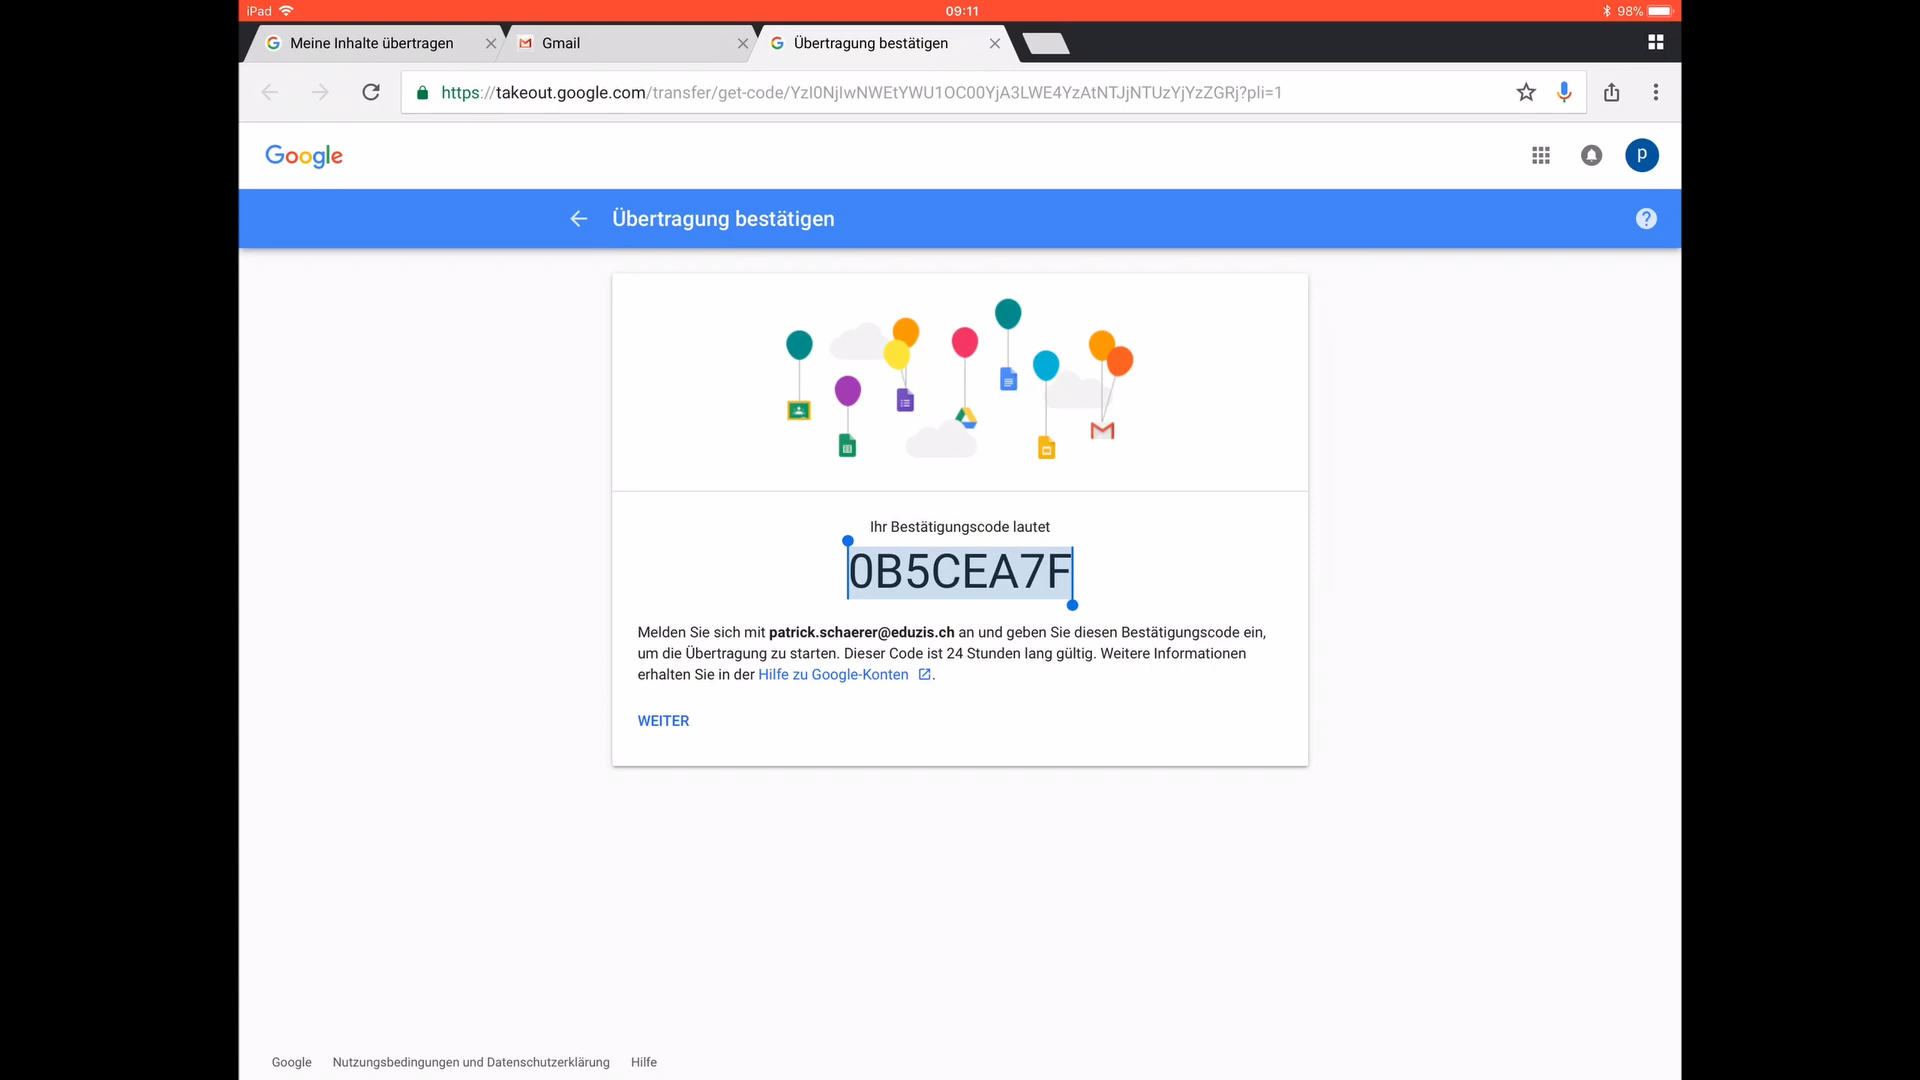 iPad 09:11 98%
Meine Inhalte übertragen Gmail Übertragung bestätigen
https://takeout.google.com/transfer/get-code/YzI0NjIwNWEtYWU1OC00YjA3LWE4YzAtNTJjNTUzYjYzZGRj?pli=1
Google P
Übertragung bestätigen ?
Ihr Bestätigungscode lautet
0B5CEA7F
Melden Sie sich mit patrick.schaerer@eduzis.ch an und geben Sie diesen Bestätigungscode ein,
um die Übertragung zu starten. Dieser Code ist 24 Stunden lang gültig. Weitere Informationen
erhalten Sie in der Hilfe zu Google-Konten .
WEITER
Google Nutzungsbedingungen und Datenschutzerklärung Hilfe